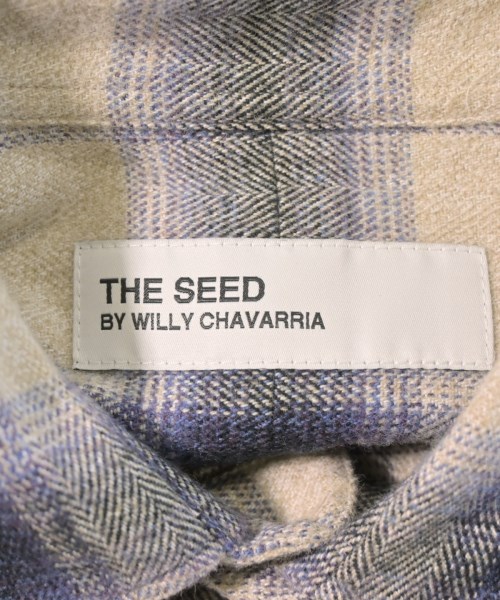 THE SEED
BY WILLY CHAVARRIA